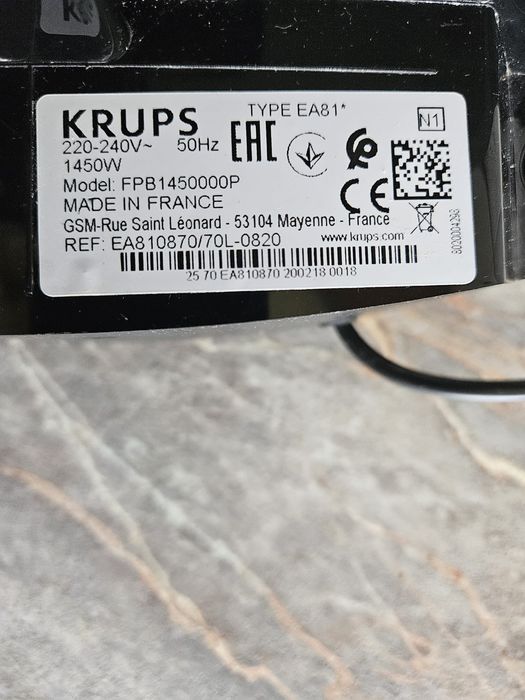 KRUPS
TYPE EA81*
N1
220-240V~ 50Hz
1450W
EAC
Model: FPB1450000P
MADE IN FRANCE
CE
GSM-Rue Saint Léonard - 53104 Mayenne - France
REF: EA810870/70L-0820
www.krups.com
8020004298
25 70 EA810870 200218 0018